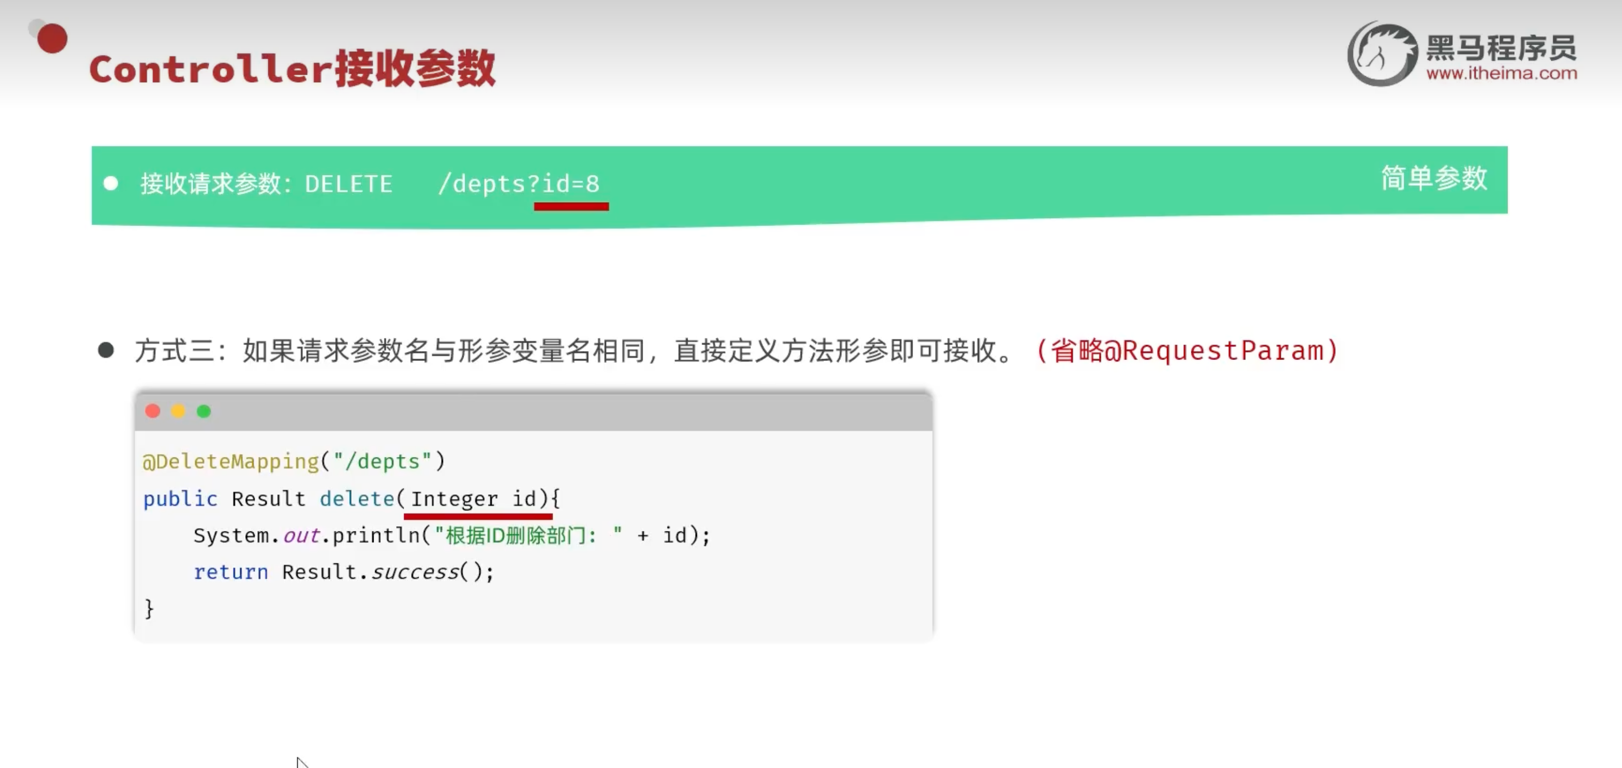 Controller接收参数
黑马程序员
www.itheima.com
接收请求参数：DELETE /depts?id=8
简单参数
方式三：如果请求参数名与形参变量名相同，直接定义方法形参即可接收。（省略@RequestParam）
@DeleteMapping("/depts")
public Result delete(Integer id){
    System.out.println("根据ID删除部门: " + id);
    return Result.success();
}